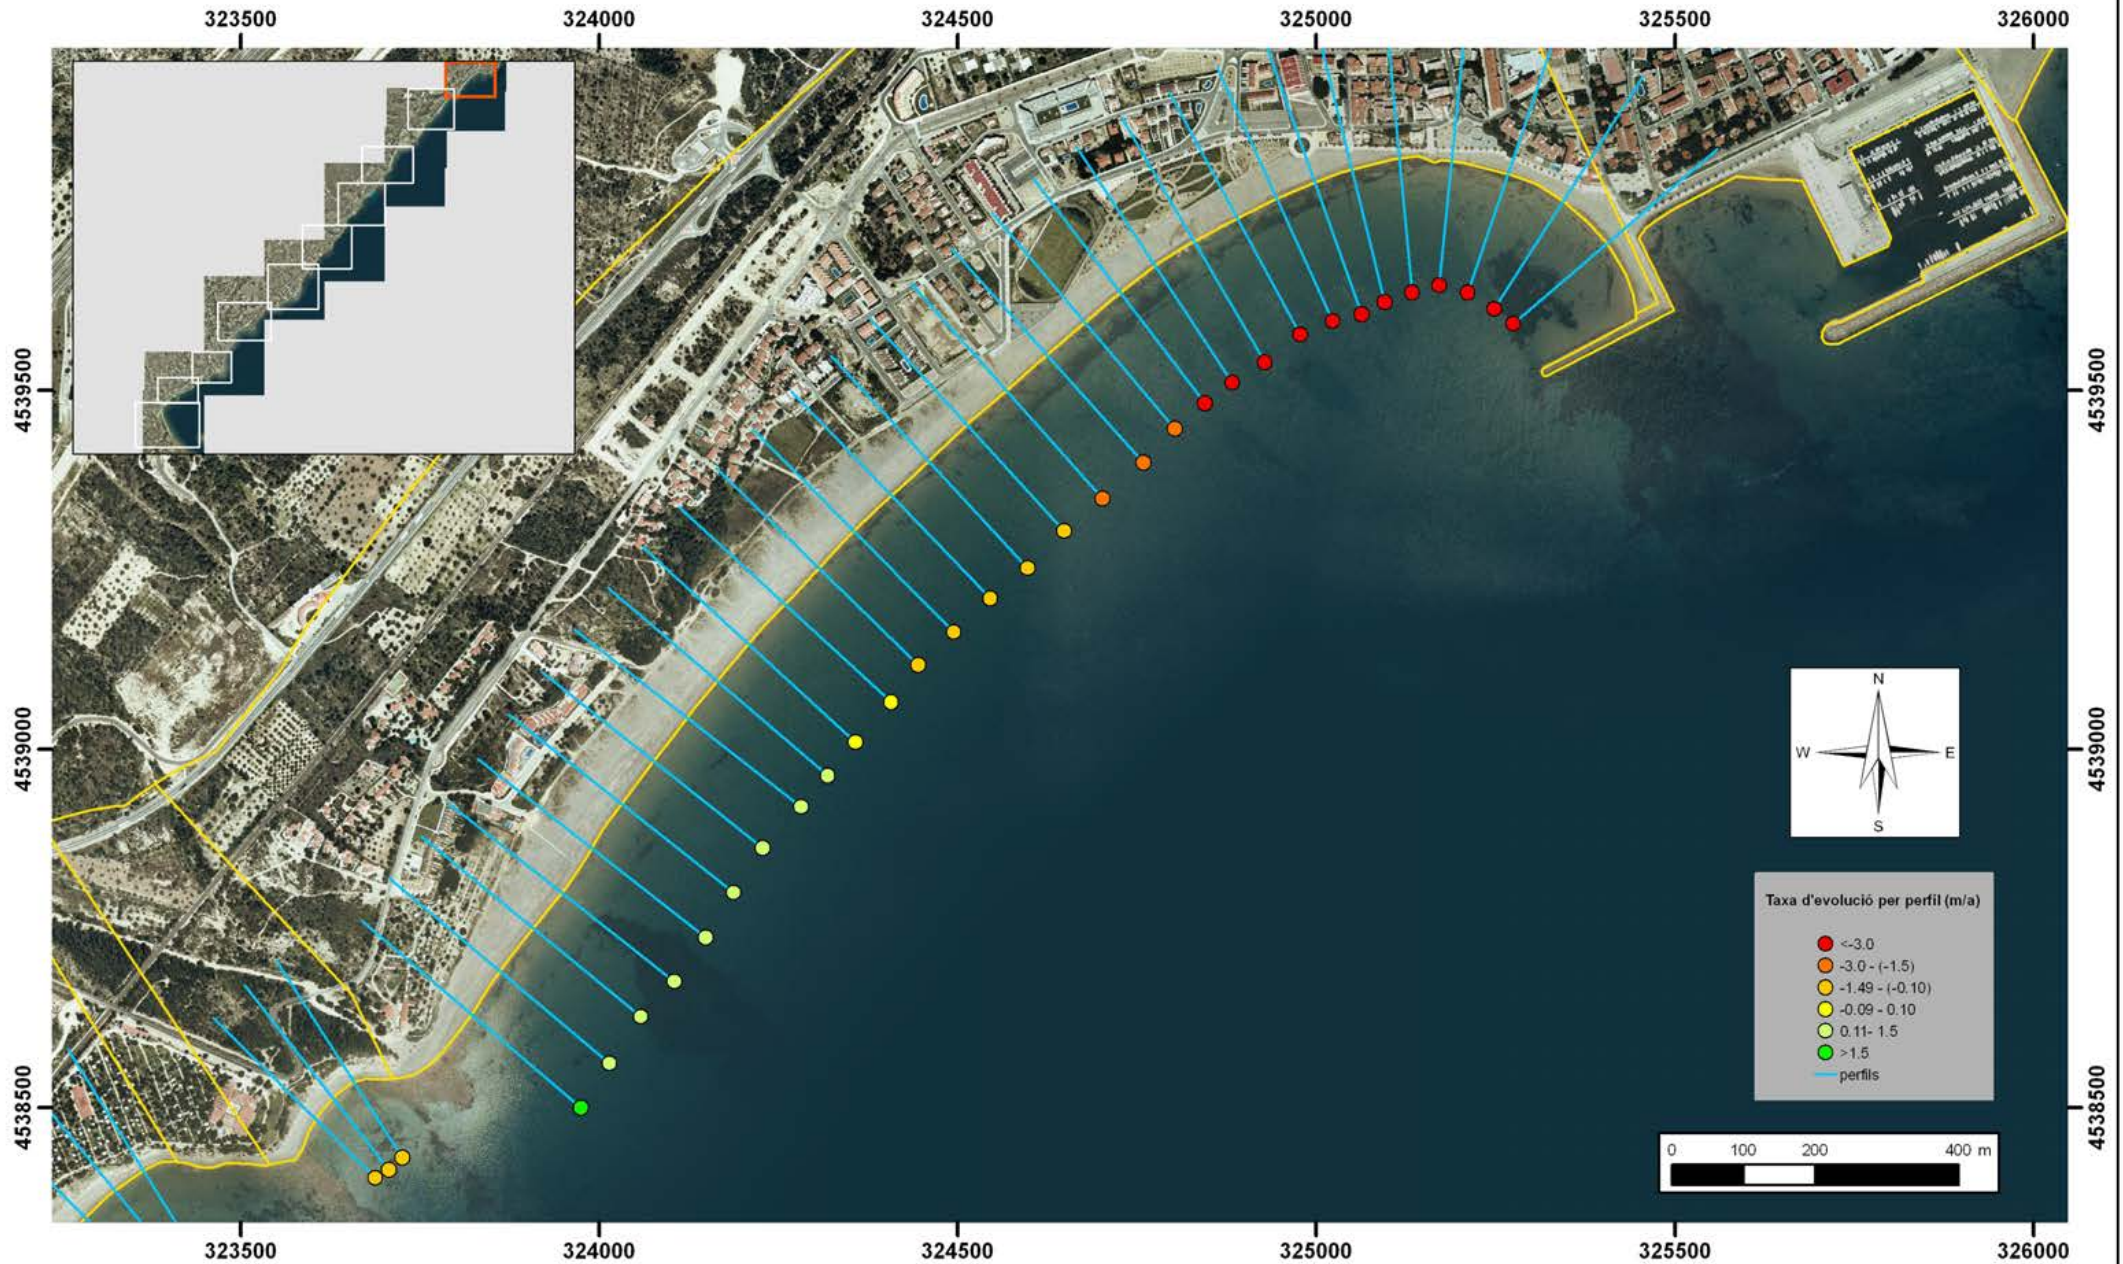 323500 324000 324500 325000 325500 326000
4539500 4539500
4539000 4539000
4538500 4538500
N
W E
S
Taxa d'evolució per perfil (m/a)
<-3.0
-3.0 - (-1.5)
-1.49 - (-0.10)
-0.09 - 0.10
0.11- 1.5
>1.5
perfils
0 100 200 400 m
323500 324000 324500 325000 325500 326000